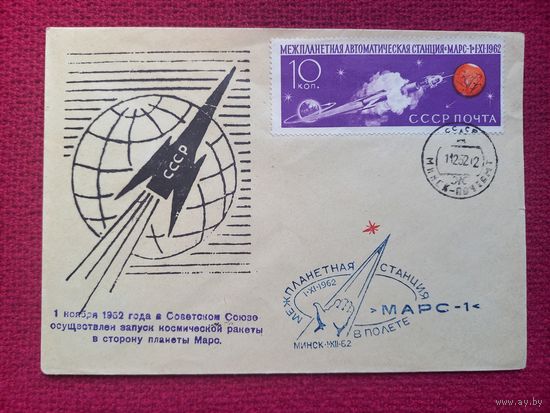 МЕЖПЛАНЕТНАЯ АВТОМАТИЧЕСКАЯ СТАНЦИЯ •МАРС-1• 1•XI•1962
10
КОП.
СССР ПОЧТА
СССР
СССР
МИНСК-ПОЧТАМТ
МЕЖПЛАНЕТНАЯ СТАНЦИЯ
1•XI•1962
>МАРС-1<
В ПОЛЕТЕ
МИНСК•1•XII•62
1 ноября 1962 года в Советском Союзе
осуществлен запуск космической ракеты
в сторону планеты Марс.
www.ay.by